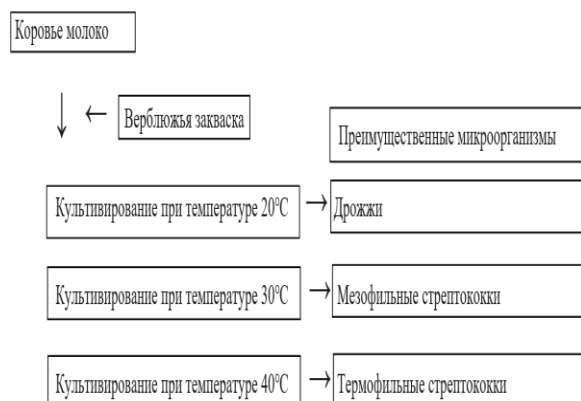 Коровье молоко
Верблюжья закваска
Преимущественные микроорганизмы
Культивирование при температуре 20°С
Дрожжи
Культивирование при температуре 30°С
Мезофильные стрептококки
Культивирование при температуре 40°С
Термофильные стрептококки